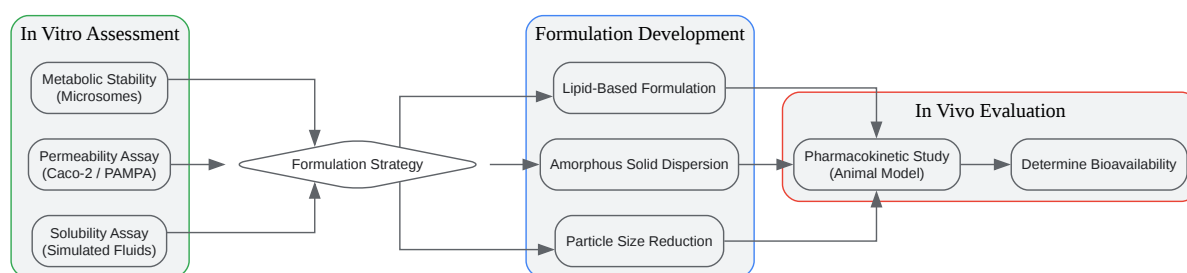 In Vitro Assessment
Metabolic Stability
(Microsomes)
Permeability Assay
(Caco-2 / PAMPA)
Solubility Assay
(Simulated Fluids)
Formulation Strategy
Formulation Development
Lipid-Based Formulation
Amorphous Solid Dispersion
Particle Size Reduction
In Vivo Evaluation
Pharmacokinetic Study
(Animal Model)
Determine Bioavailability